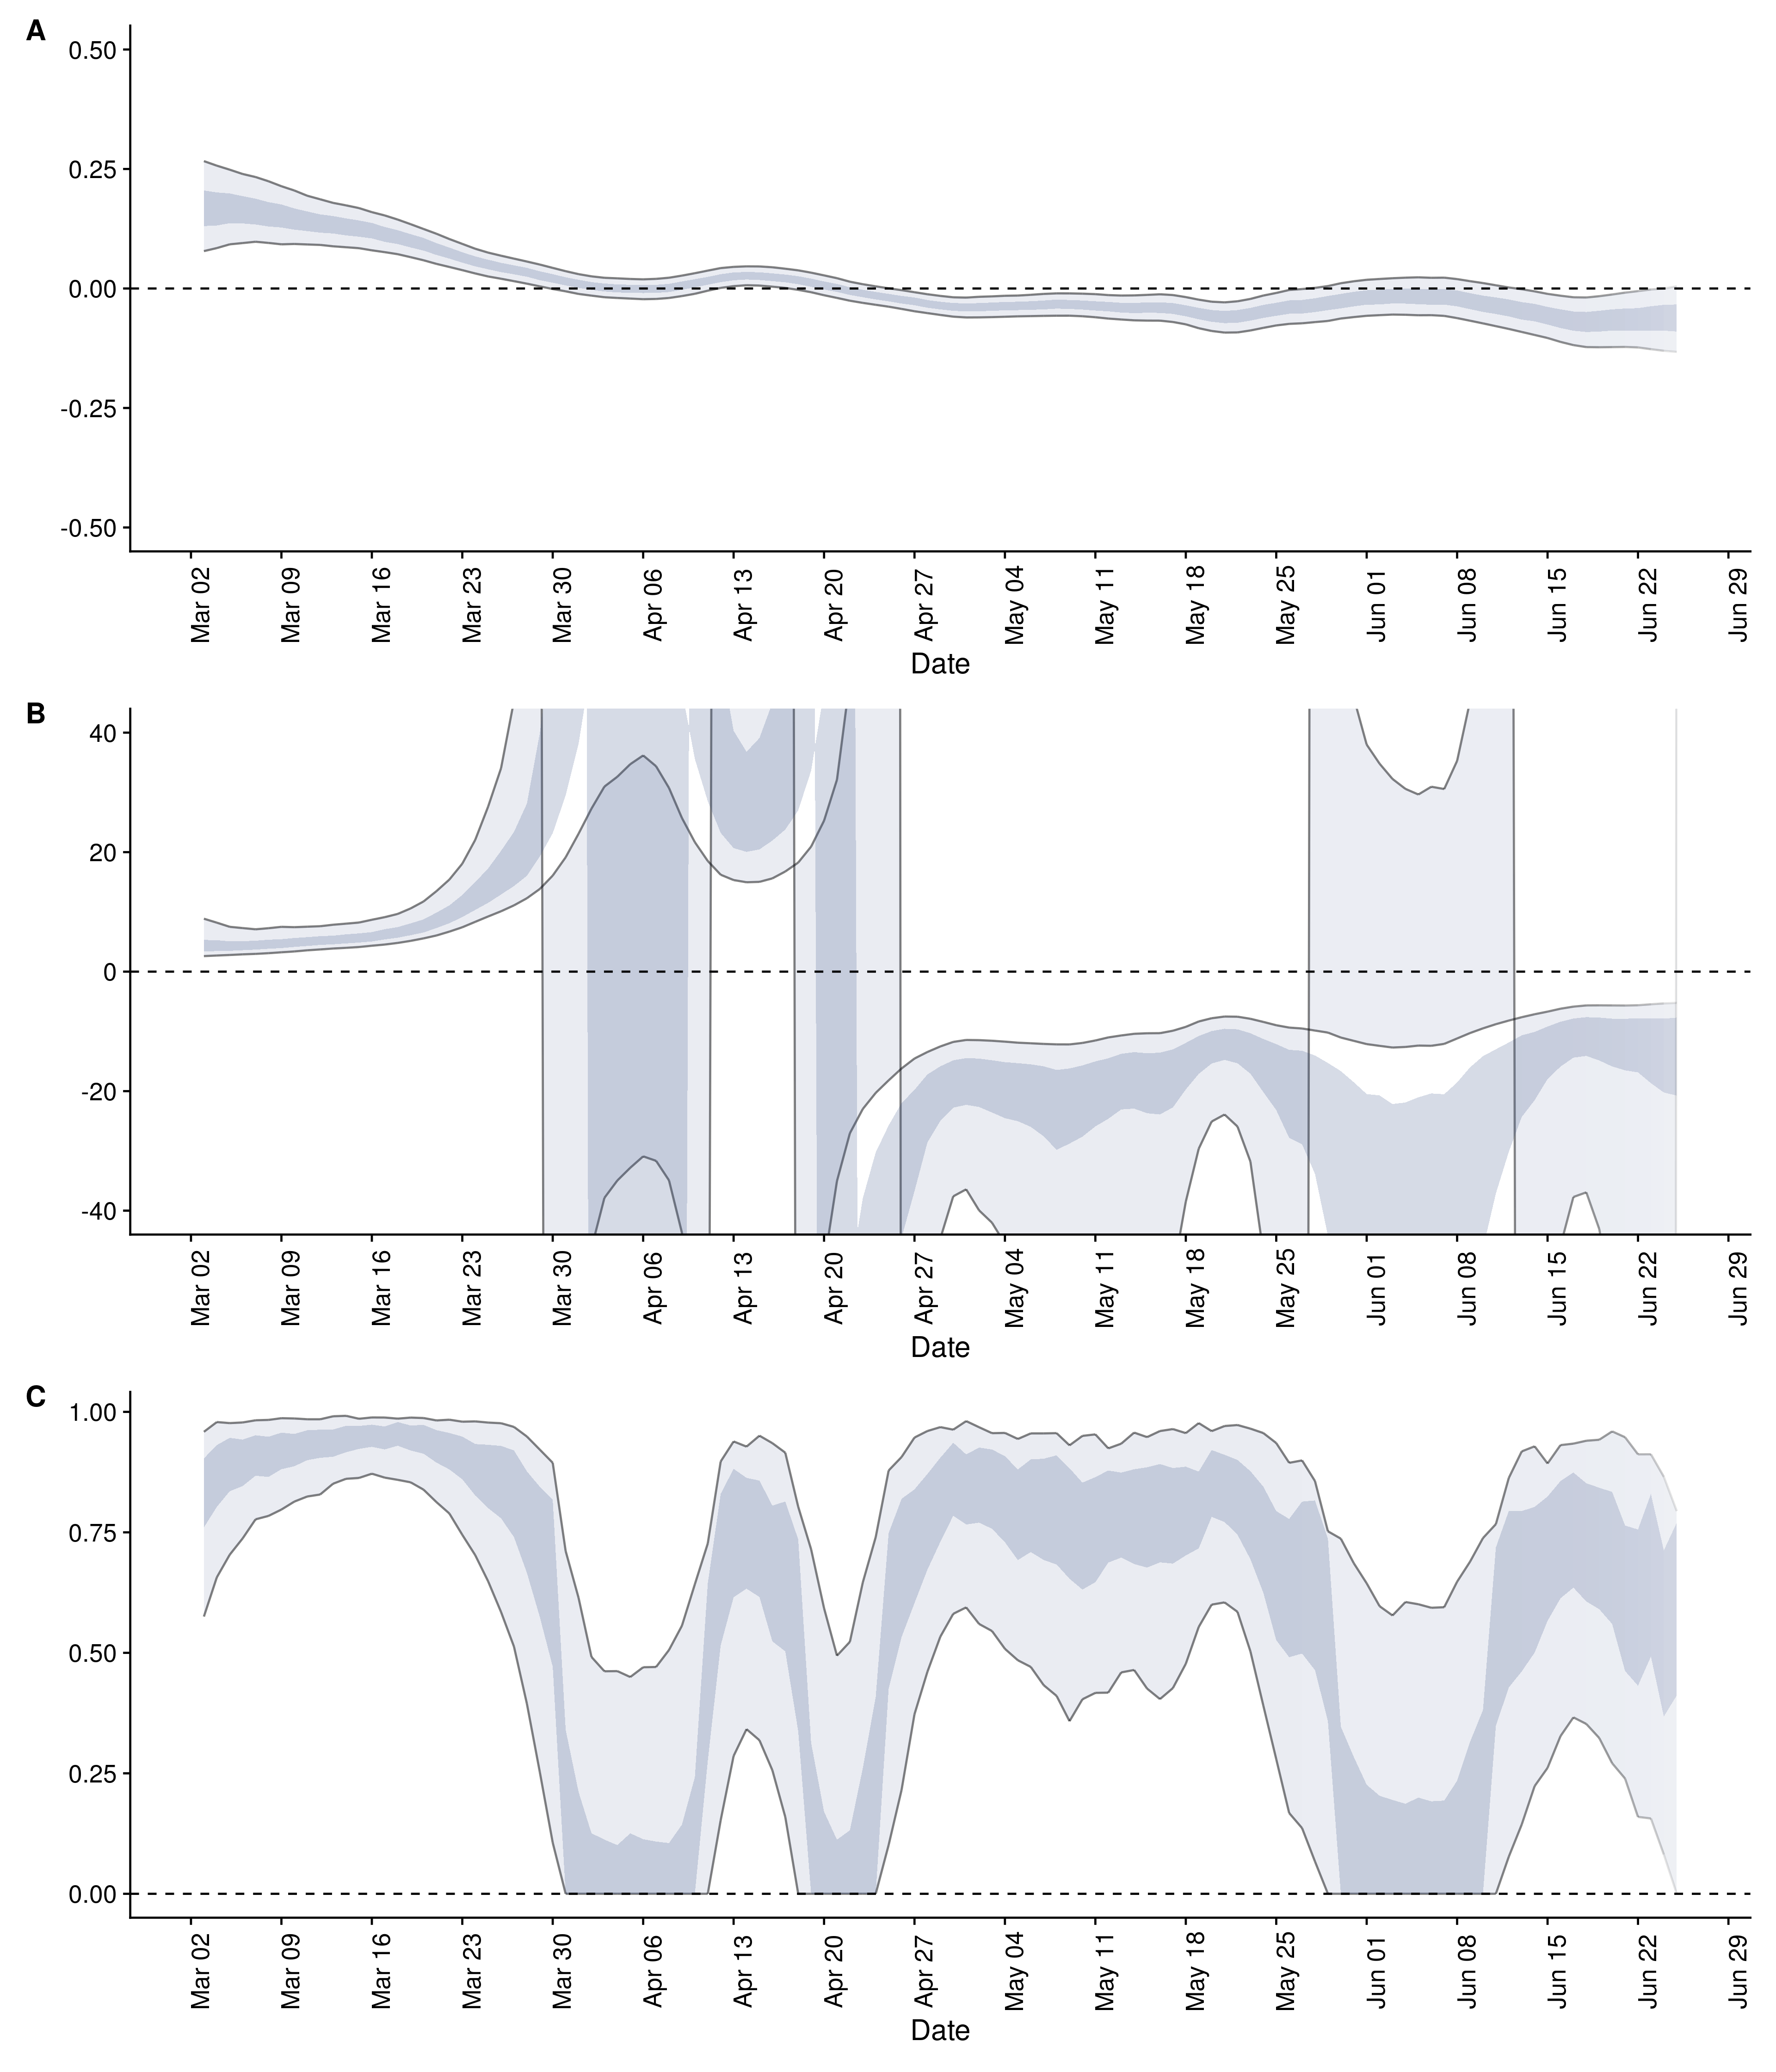 A
0.50
0.25
0.00
-0.25
-0.50
Mar 02
Mar 09
Mar 16
Mar 23
Mar 30
Apr 06
Apr 13
Apr 20
Apr 27
May 04
May 11
May 18
May 25
Jun 01
Jun 08
Jun 15
Jun 22
Jun 29
Date
B
40
20
0
-20
-40
Mar 02
Mar 09
Mar 16
Mar 23
Mar 30
Apr 06
Apr 13
Apr 20
Apr 27
May 04
May 11
May 18
May 25
Jun 01
Jun 08
Jun 15
Jun 22
Jun 29
Date
C
1.00
0.75
0.50
0.25
0.00
Mar 02
Mar 09
Mar 16
Mar 23
Mar 30
Apr 06
Apr 13
Apr 20
Apr 27
May 04
May 11
May 18
May 25
Jun 01
Jun 08
Jun 15
Jun 22
Jun 29
Date